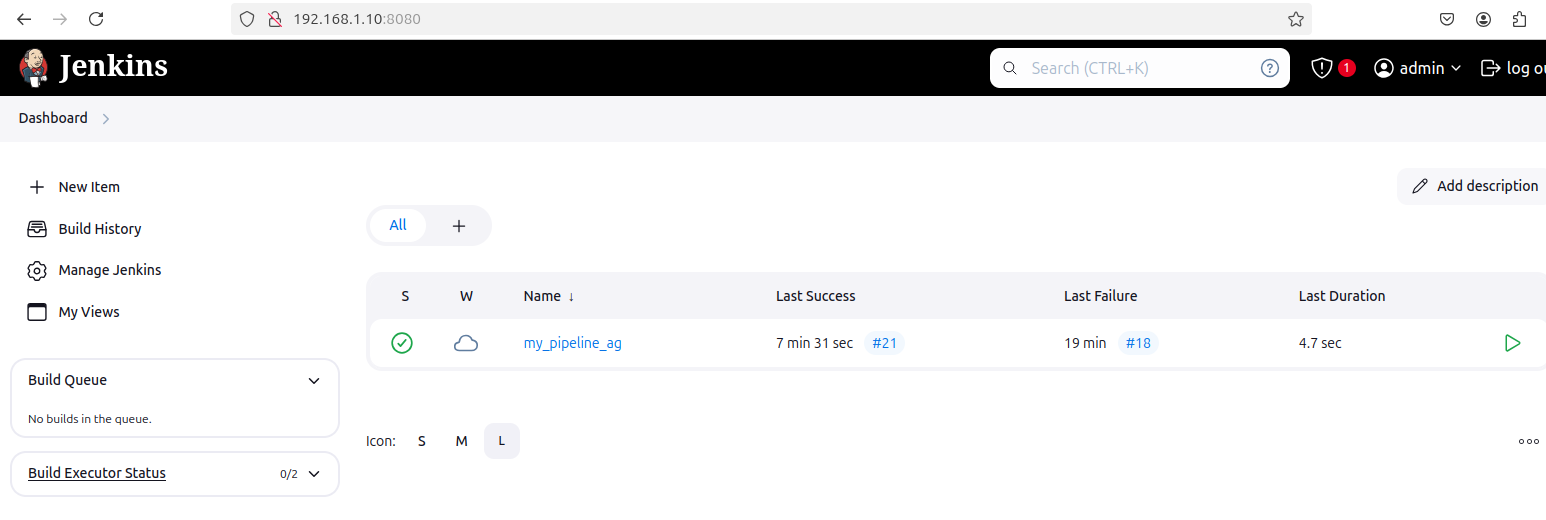 192.168.1.10:8080
Jenkins
Search (CTRL+K)
1
admin
log ou
Dashboard
New Item
Add description
Build History
All
Manage Jenkins
My Views
S W Name ↓ Last Success Last Failure Last Duration
my_pipeline_ag 7 min 31 sec #21 19 min #18 4.7 sec
Build Queue
No builds in the queue.
Icon: S M L
Build Executor Status 0/2